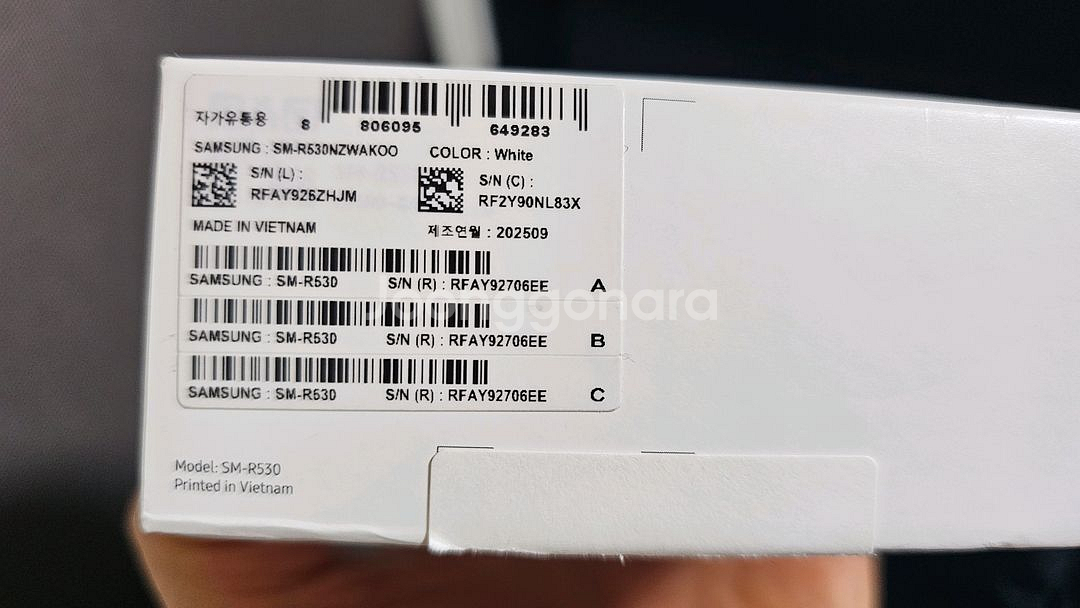 자가유통용
8 806095 649283
SAMSUNG : SM-R530NZWAKOO COLOR : White
S/N (L) :
RFAY926ZHJM
S/N (C) :
RF2Y90NL83X
MADE IN VIETNAM 제조연월 : 202509
SAMSUNG : SM-R530 S/N (R) : RFAY92706EE A
SAMSUNG : SM-R530 S/N (R) : RFAY92706EE B
SAMSUNG : SM-R530 S/N (R) : RFAY92706EE C
Joonggonara
Model: SM-R530
Printed in Vietnam